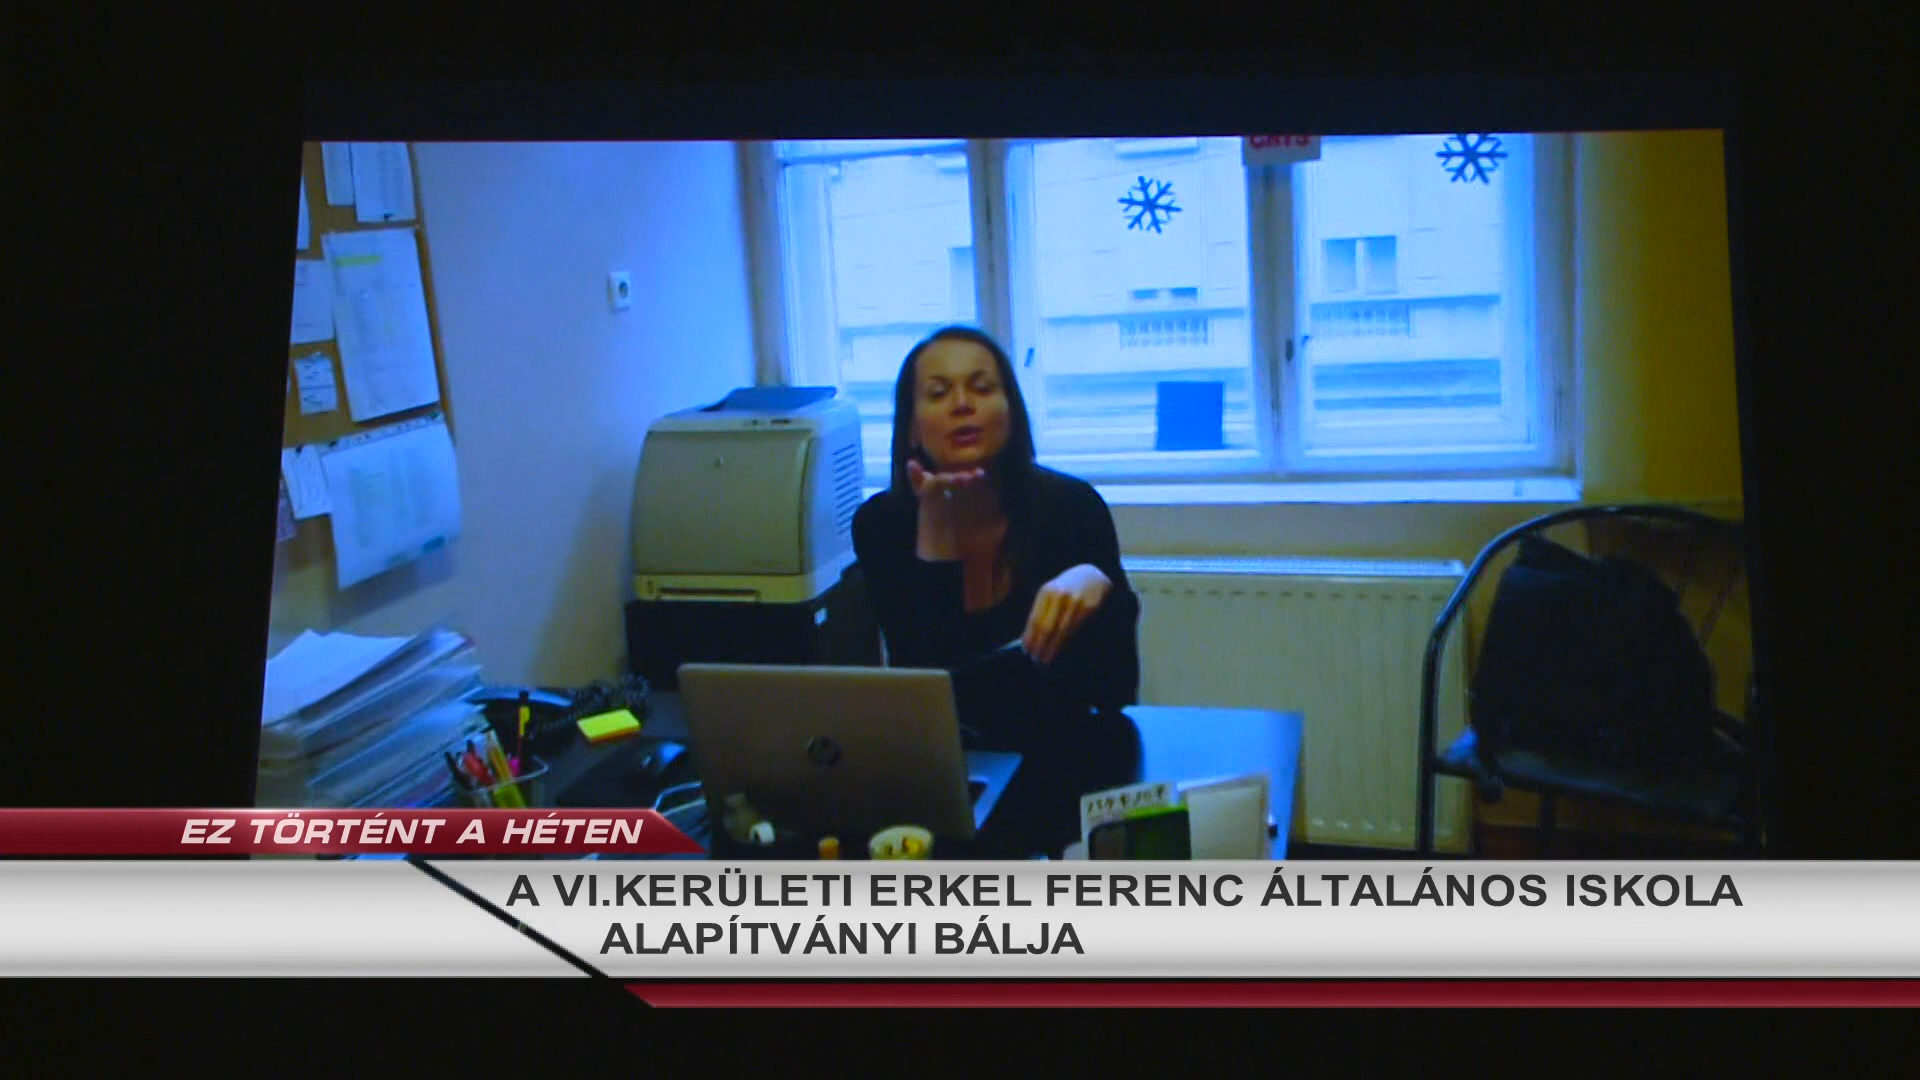 EZ TÖRTÉNT A HÉTEN
A VI.KERÜLETI ERKEL FERENC ÁLTALÁNOS ISKOLA
ALAPÍTVÁNYI BÁLJA